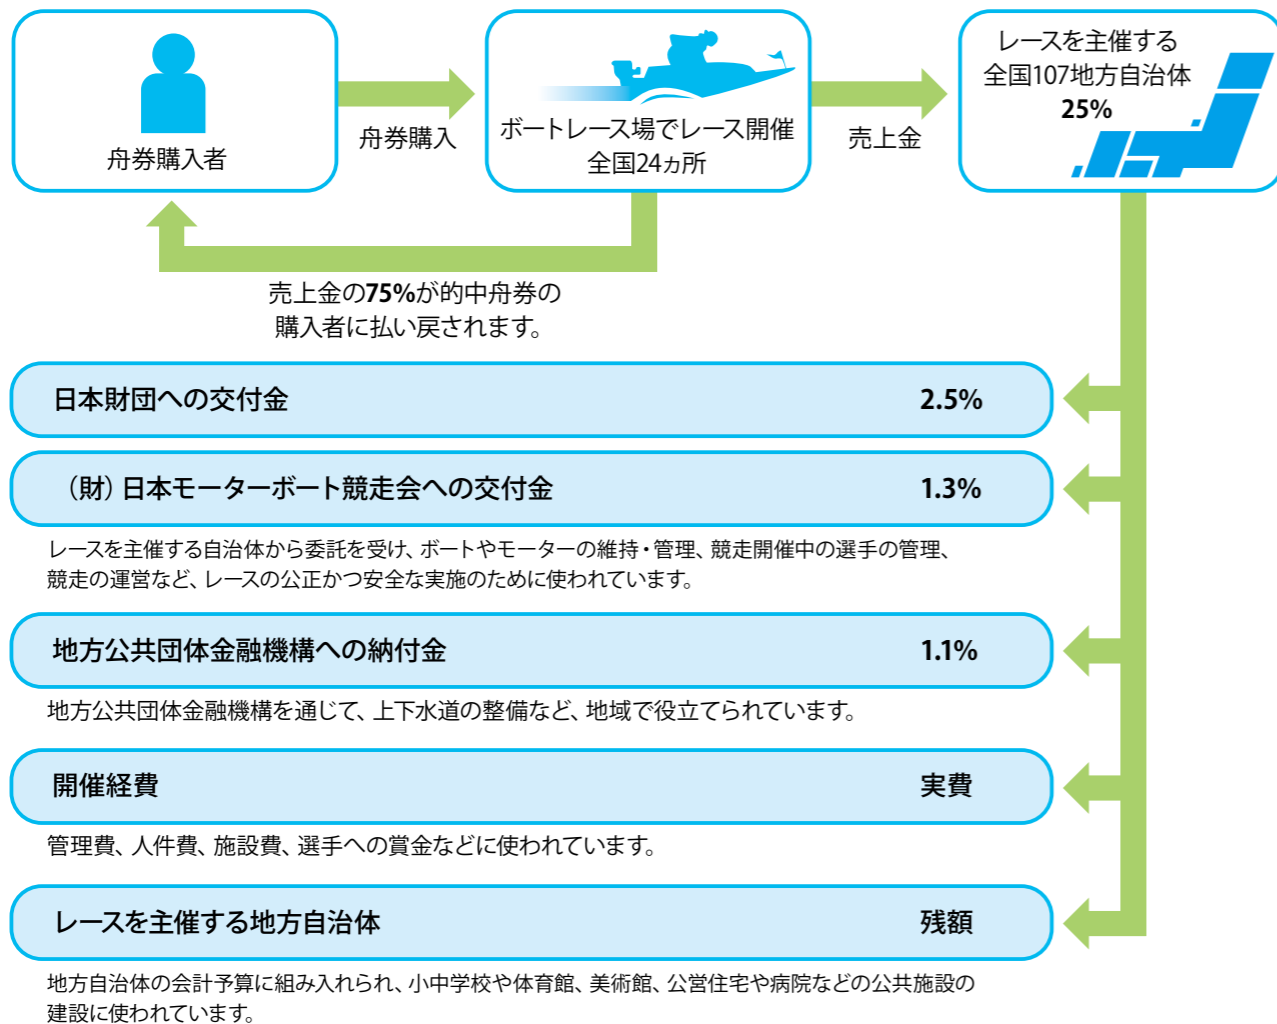 舟券購入者
舟券購入
ボートレース場でレース開催
全国24ヵ所
売上金
レースを主催する
全国107地方自治体
25%
売上金の75%が的中舟券の
購入者に払い戻されます。
日本財団への交付金 2.5%
（財）日本モーターボート競走会への交付金 1.3%
レースを主催する自治体から委託を受け、ボートやモーターの維持・管理、競走開催中の選手の管理、
競走の運営など、レースの公正かつ安全な実施のために使われています。
地方公共団体金融機構への納付金 1.1%
地方公共団体金融機構を通じて、上下水道の整備など、地域で役立てられています。
開催経費 実費
管理費、人件費、施設費、選手への賞金などに使われています。
レースを主催する地方自治体 残額
地方自治体の会計予算に組み入れられ、小中学校や体育館、美術館、公営住宅や病院などの公共施設の
建設に使われています。